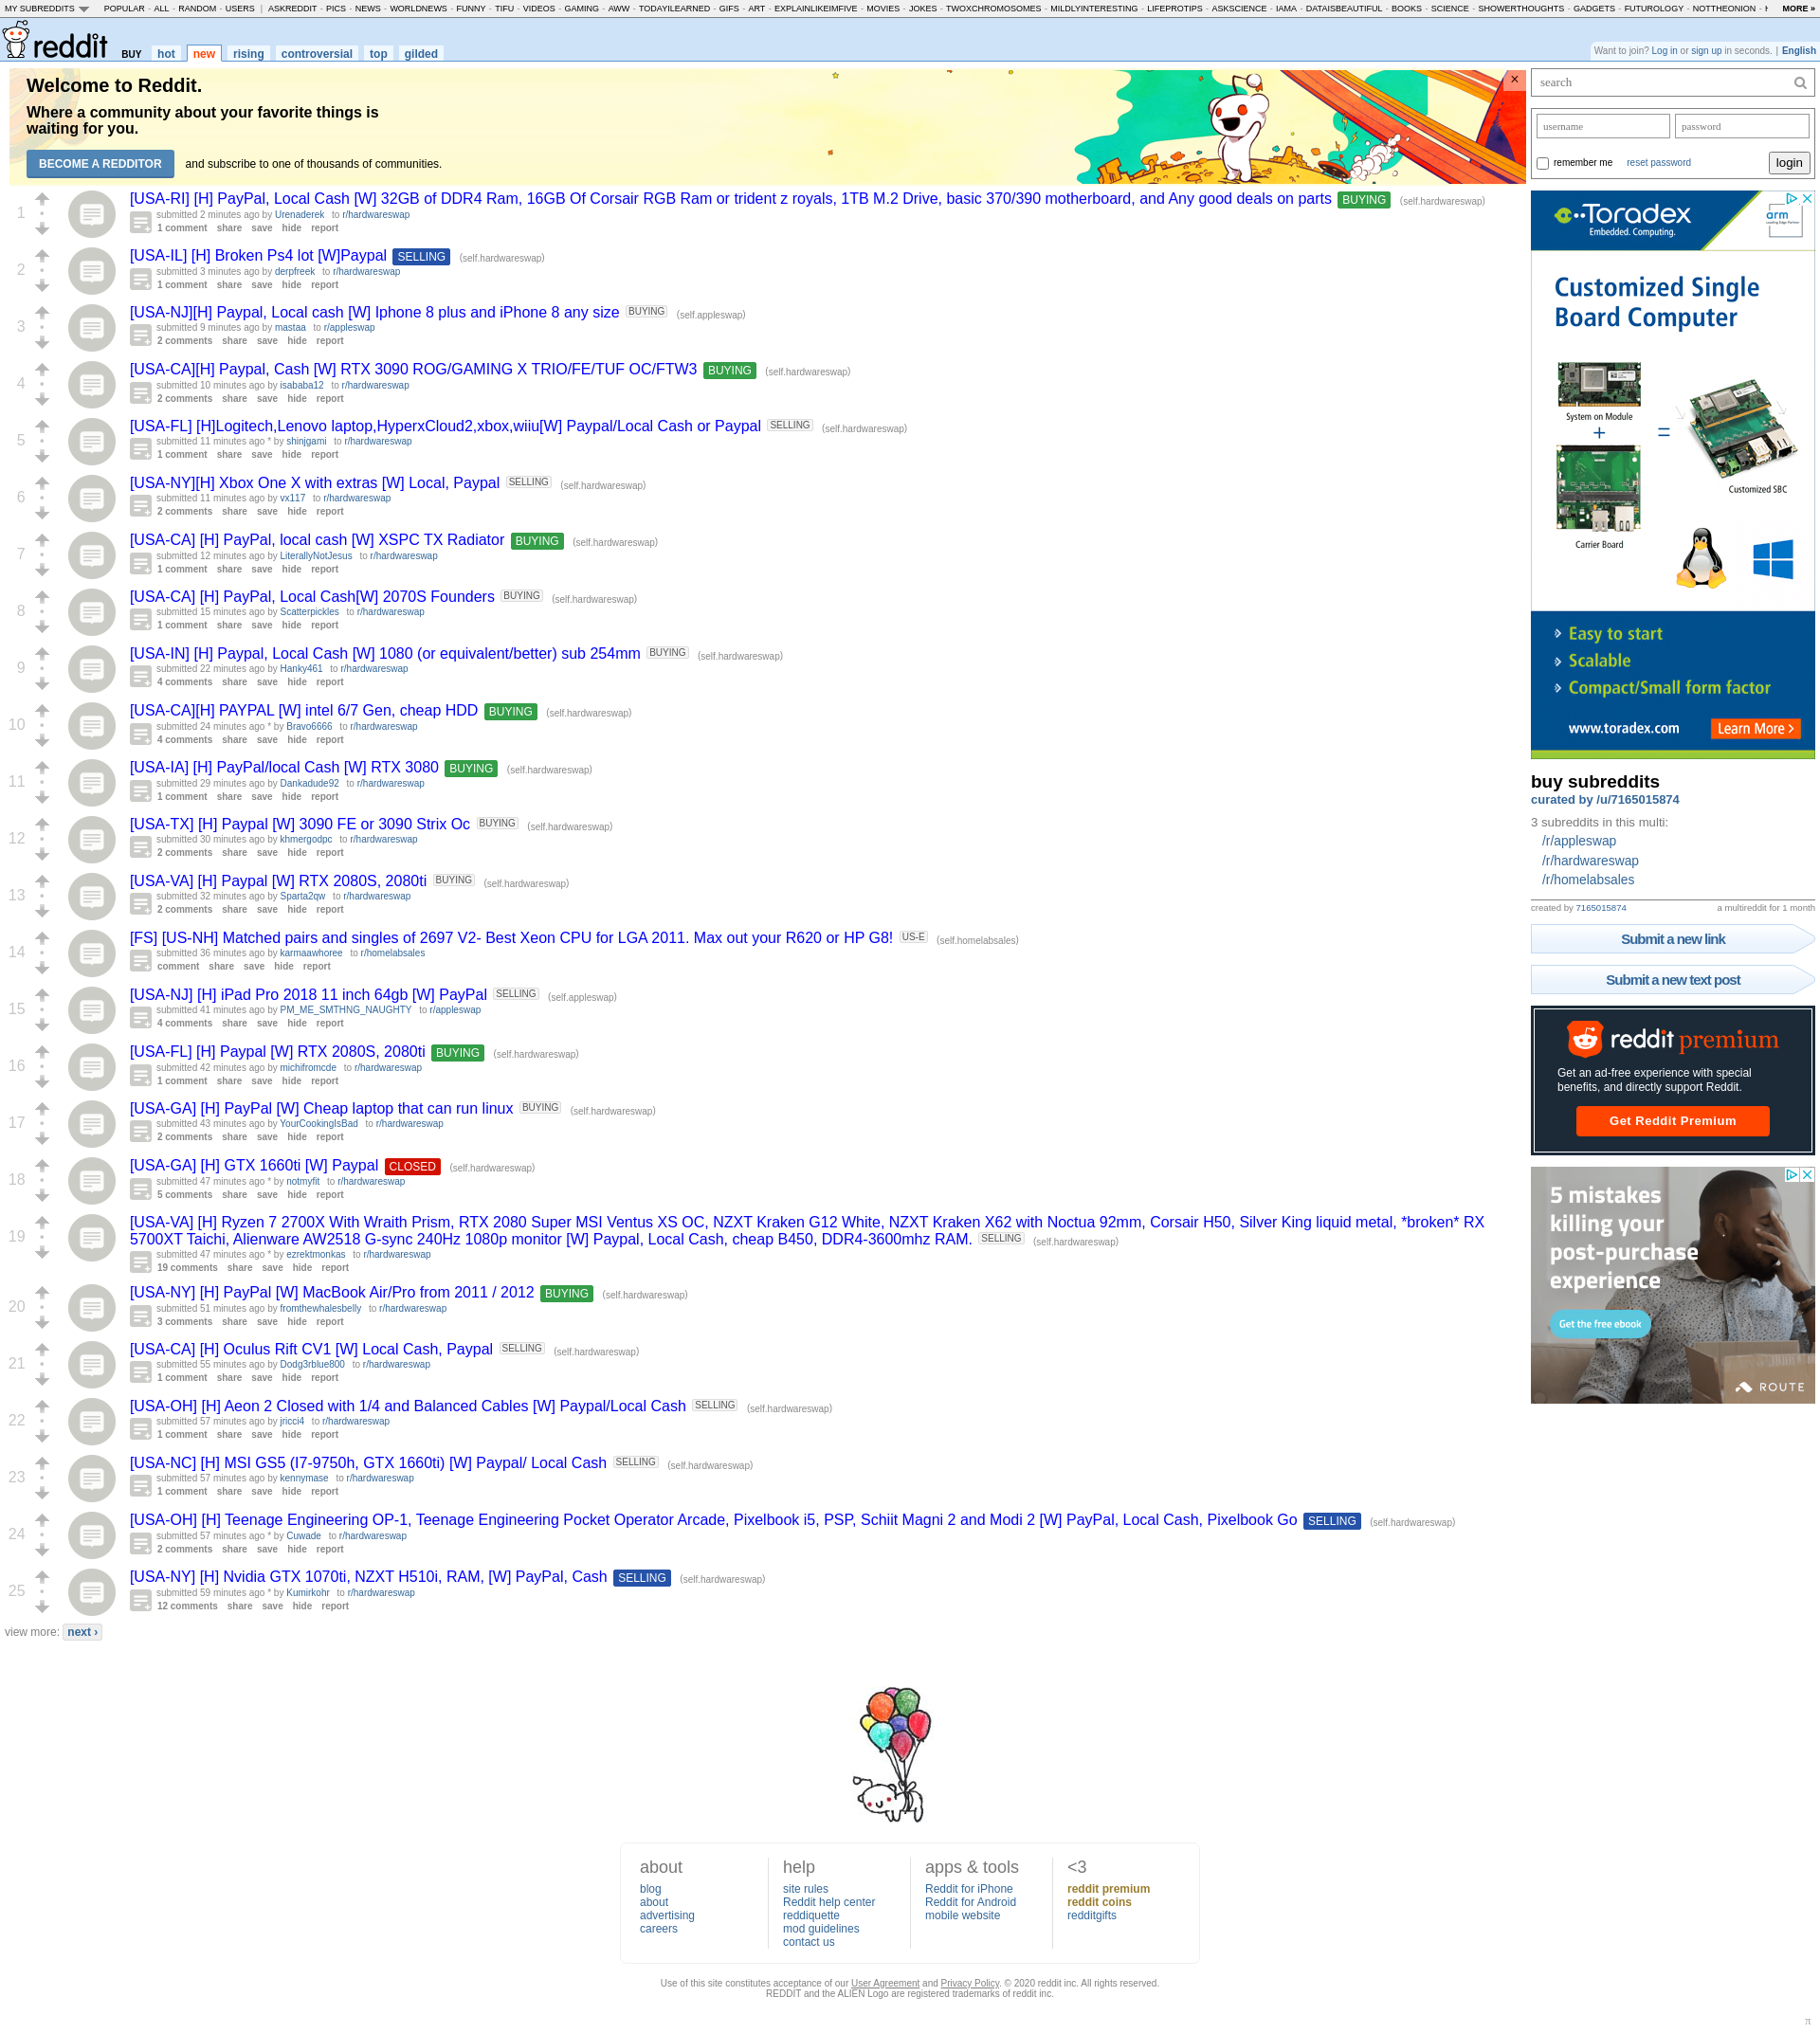 MY SUBREDDITS POPULAR - ALL - RANDOM - USERS | ASKREDDIT - PICS - NEWS - WORLDNEWS - FUNNY - TIFU - VIDEOS - GAMING - AWW - TODAYILEARNED - GIFS - ART - EXPLAINLIKEIMFIVE - MOVIES - JOKES - TWOXCHROMOSOMES - MILDLYINTERESTING - LIFEPROTIPS - ASKSCIENCE - IAMA - DATAISBEAUTIFUL - BOOKS - SCIENCE - SHOWERTHOUGHTS - GADGETS - FUTUROLOGY - NOTTHEONION - MORE »
reddit BUY hot new rising controversial top gilded
Want to join? Log in or sign up in seconds. | English
Welcome to Reddit.
Where a community about your favorite things is
waiting for you.
BECOME A REDDITOR and subscribe to one of thousands of communities.
×
1
[USA-RI] [H] PayPal, Local Cash [W] 32GB of DDR4 Ram, 16GB Of Corsair RGB Ram or trident z royals, 1TB M.2 Drive, basic 370/390 motherboard, and Any good deals on parts BUYING (self.hardwareswap)
submitted 2 minutes ago by Urenaderek to r/hardwareswap
1 comment share save hide report
2
[USA-IL] [H] Broken Ps4 lot [W]Paypal SELLING (self.hardwareswap)
submitted 3 minutes ago by derpfreek to r/hardwareswap
1 comment share save hide report
3
[USA-NJ][H] Paypal, Local cash [W] Iphone 8 plus and iPhone 8 any size BUYING (self.appleswap)
submitted 9 minutes ago by mastaa to r/appleswap
2 comments share save hide report
4
[USA-CA][H] Paypal, Cash [W] RTX 3090 ROG/GAMING X TRIO/FE/TUF OC/FTW3 BUYING (self.hardwareswap)
submitted 10 minutes ago by isababa12 to r/hardwareswap
2 comments share save hide report
5
[USA-FL] [H]Logitech,Lenovo laptop,HyperxCloud2,xbox,wiiu[W] Paypal/Local Cash or Paypal SELLING (self.hardwareswap)
submitted 11 minutes ago * by shinjgami to r/hardwareswap
1 comment share save hide report
6
[USA-NY][H] Xbox One X with extras [W] Local, Paypal SELLING (self.hardwareswap)
submitted 11 minutes ago by vx117 to r/hardwareswap
2 comments share save hide report
7
[USA-CA] [H] PayPal, local cash [W] XSPC TX Radiator BUYING (self.hardwareswap)
submitted 12 minutes ago by LiterallyNotJesus to r/hardwareswap
1 comment share save hide report
8
[USA-CA] [H] PayPal, Local Cash[W] 2070S Founders BUYING (self.hardwareswap)
submitted 15 minutes ago by Scatterpickles to r/hardwareswap
1 comment share save hide report
9
[USA-IN] [H] Paypal, Local Cash [W] 1080 (or equivalent/better) sub 254mm BUYING (self.hardwareswap)
submitted 22 minutes ago by Hanky461 to r/hardwareswap
4 comments share save hide report
10
[USA-CA][H] PAYPAL [W] intel 6/7 Gen, cheap HDD BUYING (self.hardwareswap)
submitted 24 minutes ago * by Bravo6666 to r/hardwareswap
4 comments share save hide report
11
[USA-IA] [H] PayPal/local Cash [W] RTX 3080 BUYING (self.hardwareswap)
submitted 29 minutes ago by Dankadude92 to r/hardwareswap
1 comment share save hide report
12
[USA-TX] [H] Paypal [W] 3090 FE or 3090 Strix Oc BUYING (self.hardwareswap)
submitted 30 minutes ago by khmergodpc to r/hardwareswap
2 comments share save hide report
13
[USA-VA] [H] Paypal [W] RTX 2080S, 2080ti BUYING (self.hardwareswap)
submitted 32 minutes ago by Sparta2qw to r/hardwareswap
2 comments share save hide report
14
[FS] [US-NH] Matched pairs and singles of 2697 V2- Best Xeon CPU for LGA 2011. Max out your R620 or HP G8! US-E (self.homelabsales)
submitted 36 minutes ago by karmaawhoree to r/homelabsales
comment share save hide report
15
[USA-NJ] [H] iPad Pro 2018 11 inch 64gb [W] PayPal SELLING (self.appleswap)
submitted 41 minutes ago by PM_ME_SMTHNG_NAUGHTY to r/appleswap
4 comments share save hide report
16
[USA-FL] [H] Paypal [W] RTX 2080S, 2080ti BUYING (self.hardwareswap)
submitted 42 minutes ago by michifromcde to r/hardwareswap
1 comment share save hide report
17
[USA-GA] [H] PayPal [W] Cheap laptop that can run linux BUYING (self.hardwareswap)
submitted 43 minutes ago by YourCookingIsBad to r/hardwareswap
2 comments share save hide report
18
[USA-GA] [H] GTX 1660ti [W] Paypal CLOSED (self.hardwareswap)
submitted 47 minutes ago * by notmyfit to r/hardwareswap
5 comments share save hide report
19
[USA-VA] [H] Ryzen 7 2700X With Wraith Prism, RTX 2080 Super MSI Ventus XS OC, NZXT Kraken G12 White, NZXT Kraken X62 with Noctua 92mm, Corsair H50, Silver King liquid metal, *broken* RX
5700XT Taichi, Alienware AW2518 G-sync 240Hz 1080p monitor [W] Paypal, Local Cash, cheap B450, DDR4-3600mhz RAM. SELLING (self.hardwareswap)
submitted 47 minutes ago * by ezrektmonkas to r/hardwareswap
19 comments share save hide report
20
[USA-NY] [H] PayPal [W] MacBook Air/Pro from 2011 / 2012 BUYING (self.hardwareswap)
submitted 51 minutes ago by fromthewhalesbelly to r/hardwareswap
3 comments share save hide report
21
[USA-CA] [H] Oculus Rift CV1 [W] Local Cash, Paypal SELLING (self.hardwareswap)
submitted 55 minutes ago by Dodg3rblue800 to r/hardwareswap
1 comment share save hide report
22
[USA-OH] [H] Aeon 2 Closed with 1/4 and Balanced Cables [W] Paypal/Local Cash SELLING (self.hardwareswap)
submitted 57 minutes ago by jricci4 to r/hardwareswap
1 comment share save hide report
23
[USA-NC] [H] MSI GS5 (I7-9750h, GTX 1660ti) [W] Paypal/ Local Cash SELLING (self.hardwareswap)
submitted 57 minutes ago by kennymase to r/hardwareswap
1 comment share save hide report
24
[USA-OH] [H] Teenage Engineering OP-1, Teenage Engineering Pocket Operator Arcade, Pixelbook i5, PSP, Schiit Magni 2 and Modi 2 [W] PayPal, Local Cash, Pixelbook Go SELLING (self.hardwareswap)
submitted 57 minutes ago * by Cuwade to r/hardwareswap
2 comments share save hide report
25
[USA-NY] [H] Nvidia GTX 1070ti, NZXT H510i, RAM, [W] PayPal, Cash SELLING (self.hardwareswap)
submitted 59 minutes ago * by Kumirkohr to r/hardwareswap
12 comments share save hide report
view more: next ›
search
username password
remember me reset password login
Toradex
Embedded. Computing.
arm
Customized Single
Board Computer
System on Module
+
=
Customized SBC
Carrier Board
Easy to start
Scalable
Compact/Small form factor
www.toradex.com Learn More >
buy subreddits
curated by /u/7165015874
3 subreddits in this multi:
/r/appleswap
/r/hardwareswap
/r/homelabsales
created by 7165015874 a multireddit for 1 month
Submit a new link
Submit a new text post
reddit premium
Get an ad-free experience with special
benefits, and directly support Reddit.
Get Reddit Premium
5 mistakes
killing your
post-purchase
experience
Get the free ebook
ROUTE
about
blog
about
advertising
careers
help
site rules
Reddit help center
reddiquette
mod guidelines
contact us
apps & tools
Reddit for iPhone
Reddit for Android
mobile website
<3
reddit premium
reddit coins
redditgifts
Use of this site constitutes acceptance of our User Agreement and Privacy Policy. © 2020 reddit inc. All rights reserved.
REDDIT and the ALIEN Logo are registered trademarks of reddit inc.
π